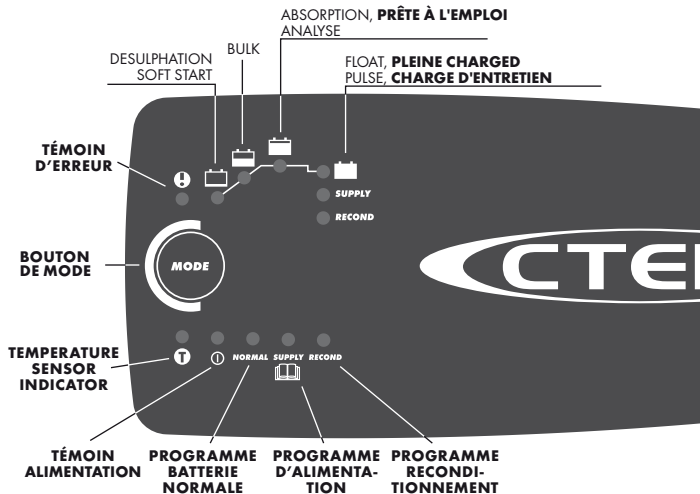 ABSORPTION, PRÊTE À L'EMPLOI
ANALYSE
DESULPHATION
SOFT START
BULK
FLOAT, PLEINE CHARGED
PULSE, CHARGE D'ENTRETIEN
TÉMOIN
D'ERREUR
SUPPLY
RECOND
BOUTON
DE MODE
MODE
CTE
TEMPERATURE
SENSOR
INDICATOR
T
NORMAL SUPPLY RECOND
TÉMOIN
ALIMENTATION
PROGRAMME
BATTERIE
NORMALE
PROGRAMME
D'ALIMENTA-
TION
PROGRAMME
RECONDI-
TIONNEMENT